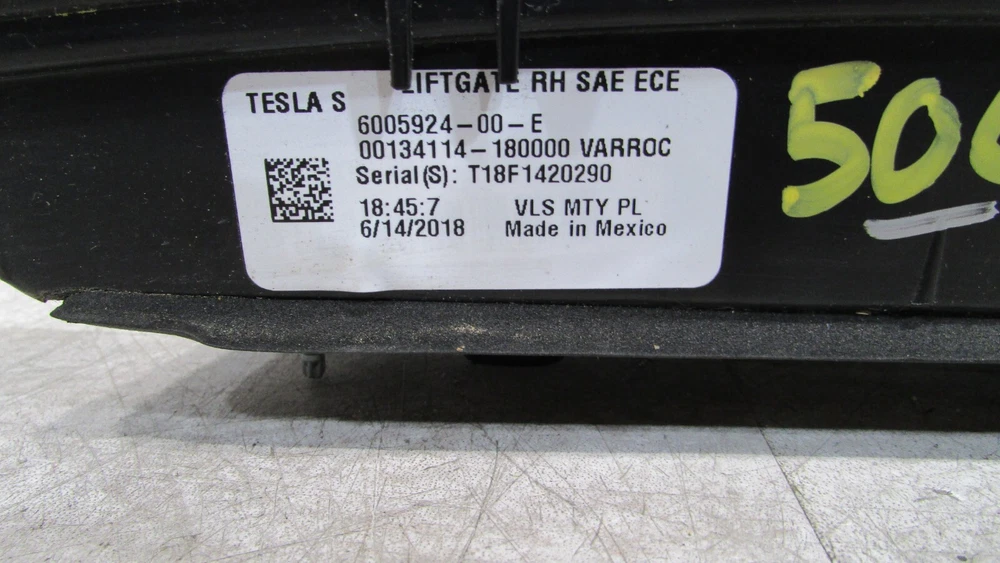 LIFTGATE RH SAE ECE
TESLA S
6005924-00-E
00134114-180000 VARROC
Serial(S): T18F1420290
18:45:7 VLS MTY PL
6/14/2018 Made in Mexico
50